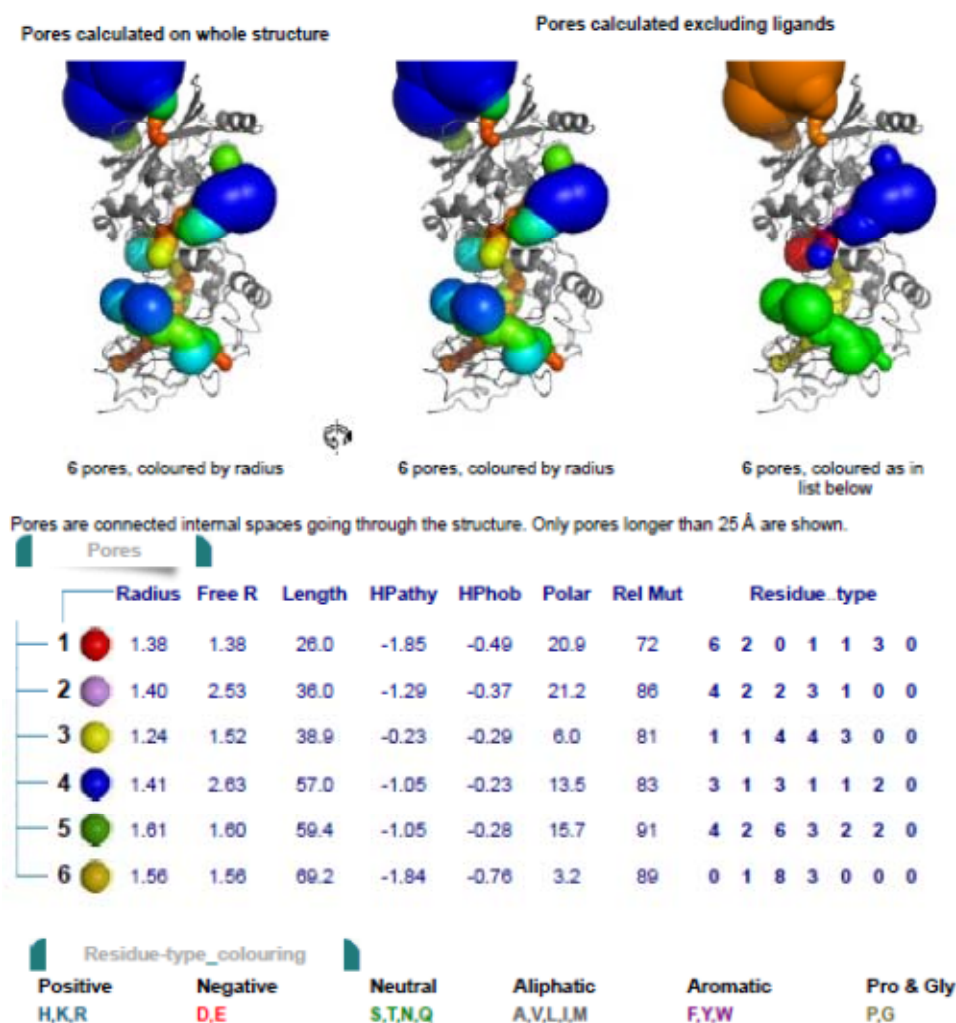 Pores calculated on whole structure
Pores calculated excluding ligands
6 pores, coloured by radius
6 pores, coloured by radius
6 pores, coloured as in
list below
Pores are connected internal spaces going through the structure. Only pores longer than 25 Å are shown.
Pores
Radius Free R Length HPathy HPhob Polar Rel Mut Residue..type
1 1.38 1.38 26.0 -1.85 -0.49 20.9 72 6 2 0 1 1 3 0
2 1.40 2.53 36.0 -1.29 -0.37 21.2 86 4 2 2 3 1 0 0
3 1.24 1.52 38.9 -0.23 -0.29 6.0 81 1 1 4 4 3 0 0
4 1.41 2.63 57.0 -1.05 -0.23 13.5 83 3 1 3 1 1 2 0
5 1.61 1.60 59.4 -1.05 -0.28 15.7 91 4 2 6 3 2 2 0
6 1.56 1.56 69.2 -1.84 -0.76 3.2 89 0 1 8 3 0 0 0
Residue-type_colouring
Positive Negative Neutral Aliphatic Aromatic Pro & Gly
H,K,R D,E S,T,N,Q A,V,L,I,M F,Y,W P,G